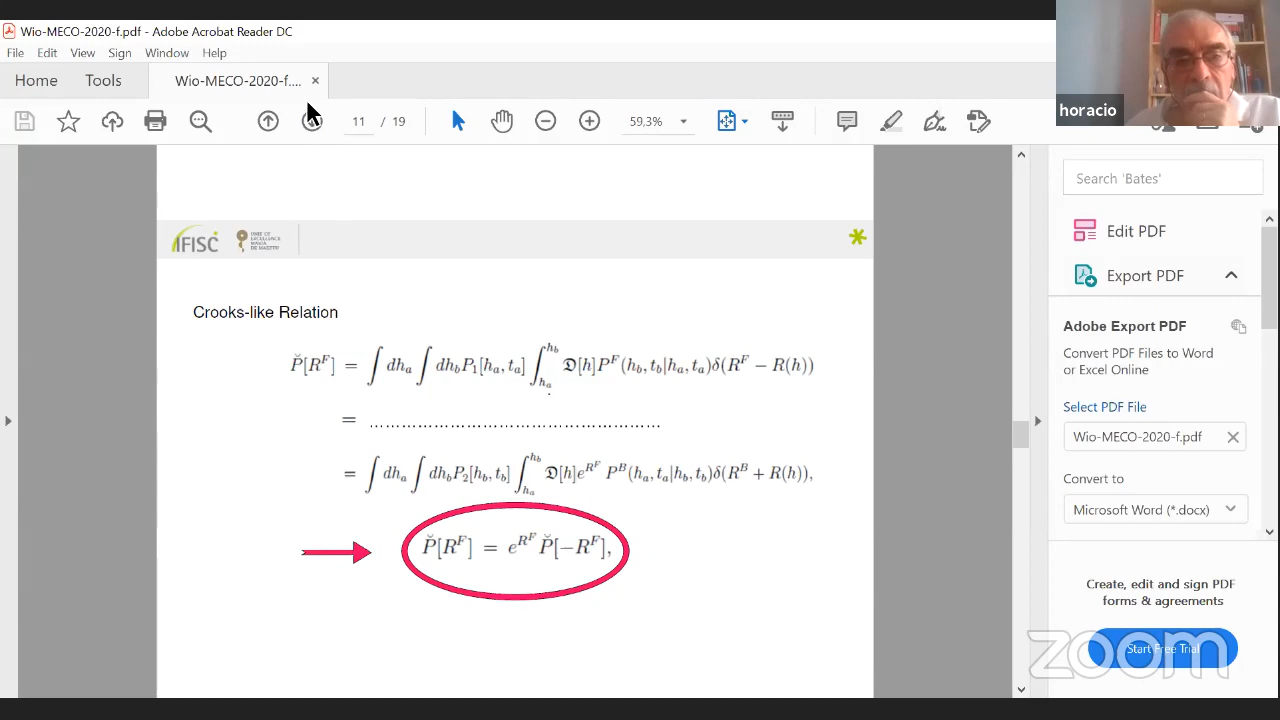 Wio-MECO-2020-f.pdf - Adobe Acrobat Reader DC
File Edit View Sign Window Help
Home Tools Wio-MECO-2020-f.... ×
11 / 19 59,3%
horacio
Search 'Bates'
Edit PDF
Export PDF
Adobe Export PDF
Convert PDF Files to Word
or Excel Online
Select PDF File
Wio-MECO-2020-f.pdf
Convert to
Microsoft Word (*.docx)
Create, edit and sign PDF
forms & agreements
Start Free Trial
zoom
IFISC
Crooks-like Relation
P̆[R^F] = ∫ dh_a ∫ dh_b P_1[h_a, t_a] ∫_{h_a}^{h_b} 𝔇[h] P^F(h_b, t_b|h_a, t_a) δ(R^F − R(h))
= ......................................................
= ∫ dh_a ∫ dh_b P_2[h_b, t_b] ∫_{h_a}^{h_b} 𝔇[h] e^{R^F} P^B(h_a, t_a|h_b, t_b) δ(R^B + R(h)),
P̆[R^F] = e^{R^F} P̆[−R^F],